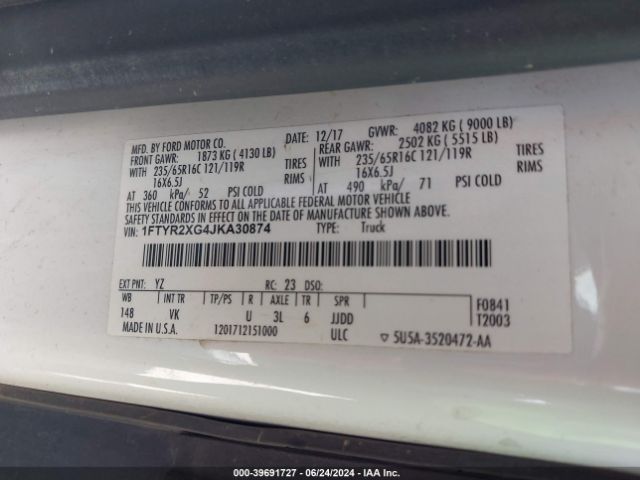 MFD. BY FORD MOTOR CO.
DATE: 12/17 GVWR: 4082 KG ( 9000 LB)
FRONT GAWR: 1873 KG ( 4130 LB)
REAR GAWR: 2502 KG ( 5515 LB)
WITH 235/65R16C 121/119R TIRES
WITH 235/65R16C 121/119R TIRES
16X6.5J RIMS
16X6.5J RIMS
AT 360 kPa/ 52 PSI COLD
AT 490 kPa/ 71 PSI COLD
THIS VEHICLE CONFORMS TO ALL APPLICABLE FEDERAL MOTOR VEHICLE
SAFETY STANDARDS IN EFFECT ON THE DATE OF MANUFACTURE SHOWN ABOVE.
VIN: 1FTYR2XG4JKA30874 TYPE: Truck
EXT PNT: YZ RC: 23 DSO:
WB INT TR TP/PS R AXLE TR SPR F0841
148 VK U 3L 6 JJDD T2003
MADE IN U.S.A. 1201712151000 ULC 5U5A-3520472-AA
000-39691727 - 06/24/2024 - IAA Inc.